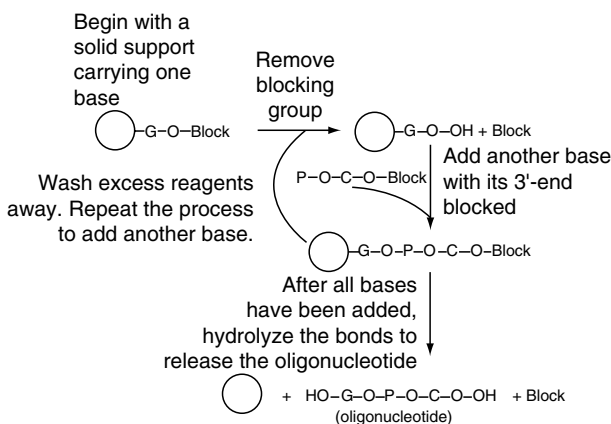 Begin with a
solid support
carrying one
base
Remove
blocking
group
G–O–Block
G–O–OH + Block
Wash excess reagents
away. Repeat the process
to add another base.
P–O–C–O–Block
Add another base
with its 3'-end
blocked
G–O–P–O–C–O–Block
After all bases
have been added,
hydrolyze the bonds to
release the oligonucleotide
+ HO–G–O–P–O–C–O–OH + Block
(oligonucleotide)